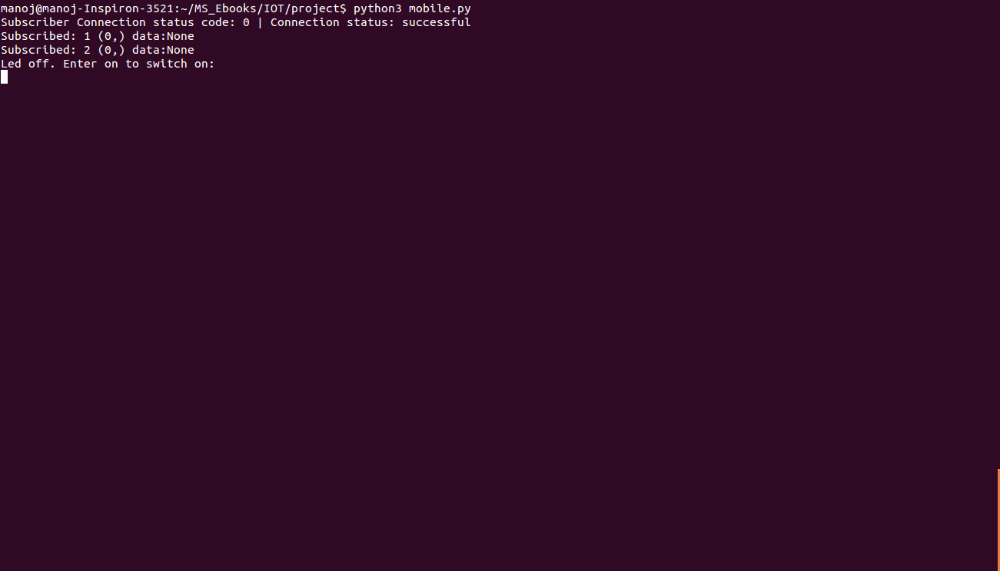 manoj@manoj-Inspiron-3521:~/MS_Ebooks/IOT/project$ python3 mobile.py
Subscriber Connection status code: 0 | Connection status: successful
Subscribed: 1 (0,) data:None
Subscribed: 2 (0,) data:None
Led off. Enter on to switch on: